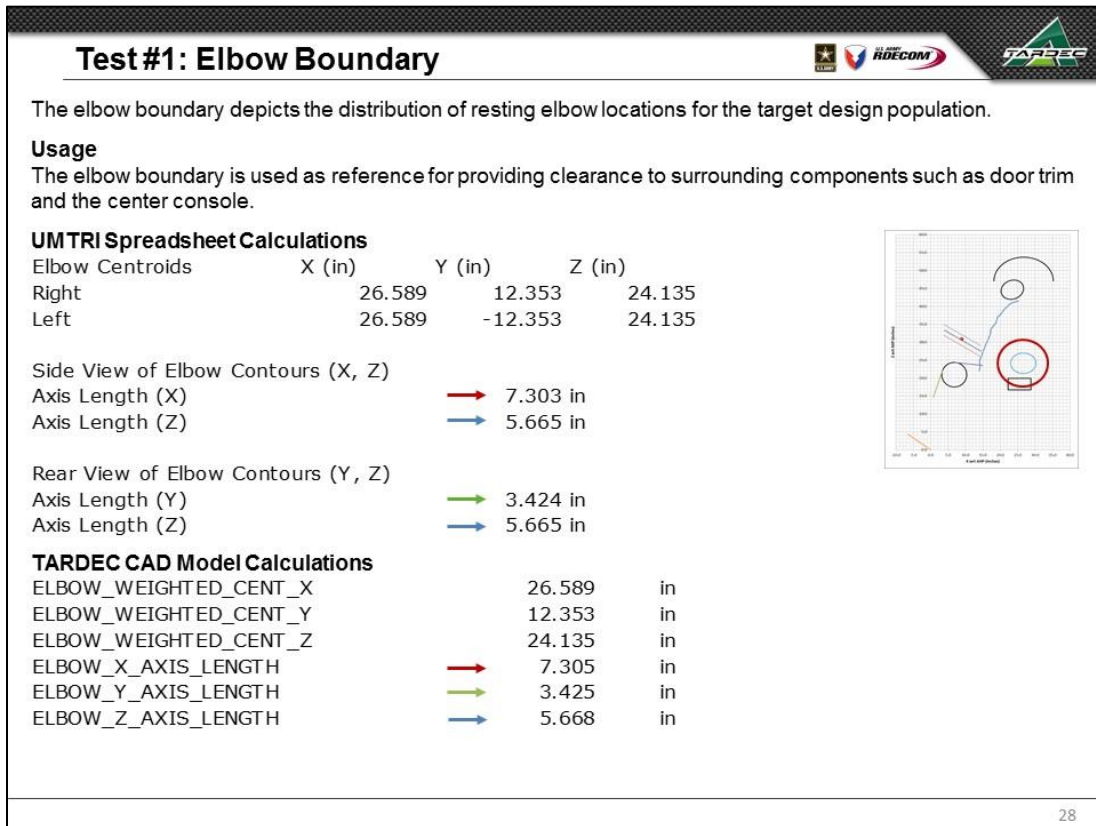 Test #1: Elbow Boundary
U.S. ARMY
U.S. ARMY
RDECOM
TARDEC
The elbow boundary depicts the distribution of resting elbow locations for the target design population.
Usage
The elbow boundary is used as reference for providing clearance to surrounding components such as door trim
and the center console.
UMTRI Spreadsheet Calculations
Elbow Centroids X (in) Y (in) Z (in)
Right 26.589 12.353 24.135
Left 26.589 -12.353 24.135
Side View of Elbow Contours (X, Z)
Axis Length (X) 7.303 in
Axis Length (Z) 5.665 in
Rear View of Elbow Contours (Y, Z)
Axis Length (Y) 3.424 in
Axis Length (Z) 5.665 in
TARDEC CAD Model Calculations
ELBOW_WEIGHTED_CENT_X 26.589 in
ELBOW_WEIGHTED_CENT_Y 12.353 in
ELBOW_WEIGHTED_CENT_Z 24.135 in
ELBOW_X_AXIS_LENGTH 7.305 in
ELBOW_Y_AXIS_LENGTH 3.425 in
ELBOW_Z_AXIS_LENGTH 5.668 in
28